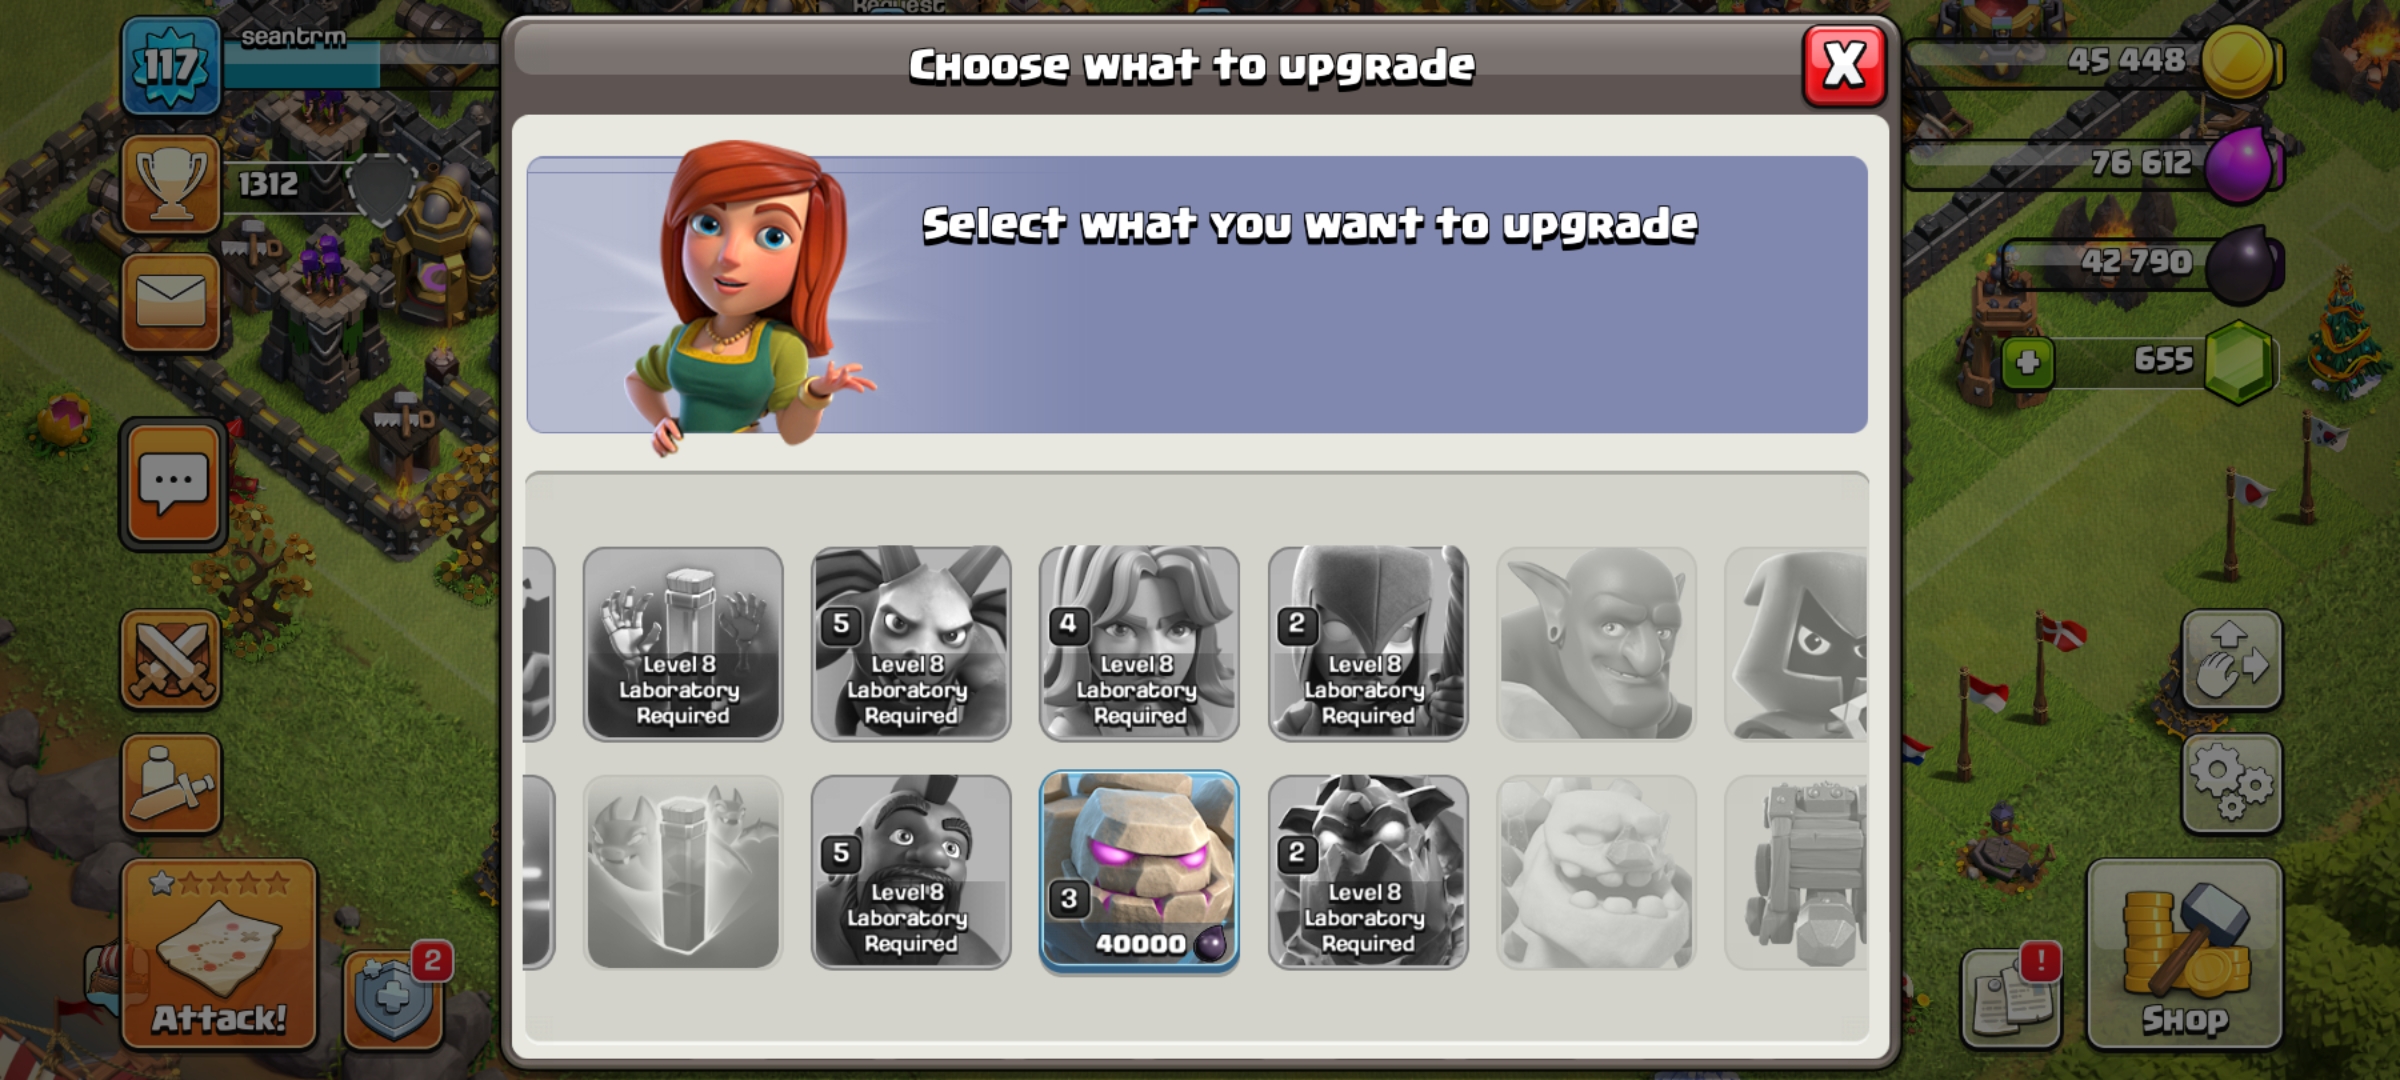 Request
seantrm
117
1312
Choose what to upgrade
X
45 448
76 612
42 790
655
Select what you want to upgrade
Level 8
Laboratory
Required
5
Level 8
Laboratory
Required
4
Level 8
Laboratory
Required
2
Level 8
Laboratory
Required
5
Level 8
Laboratory
Required
3
40000
2
Level 8
Laboratory
Required
Attack!
2
!
Shop